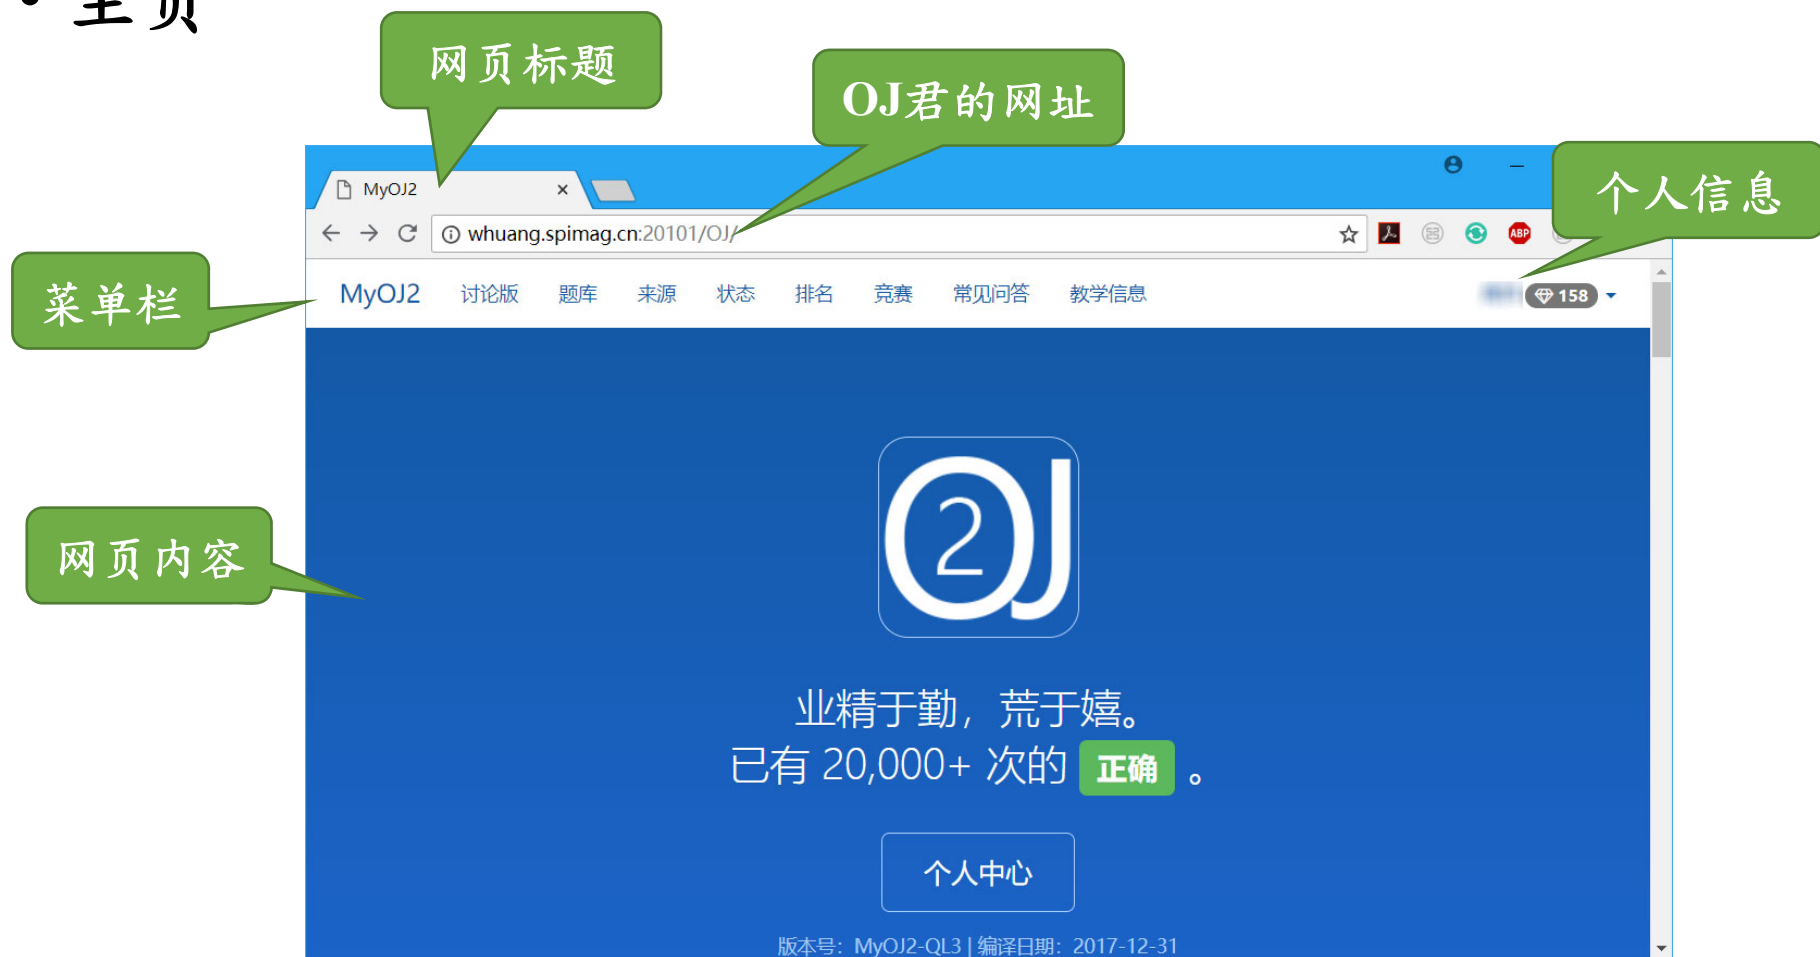 • 主页
网页标题
OJ君的网址
个人信息
MyOJ2
whuang.spimag.cn:20101/OJ/
ABP
菜单栏
MyOJ2 讨论版 题库 来源 状态 排名 竞赛 常见问答 教学信息 158
OJ
2
网页内容
业精于勤，荒于嬉。
已有 20,000+ 次的 正确 。
个人中心
版本号：MyOJ2-QL3 | 编译日期：2017-12-31